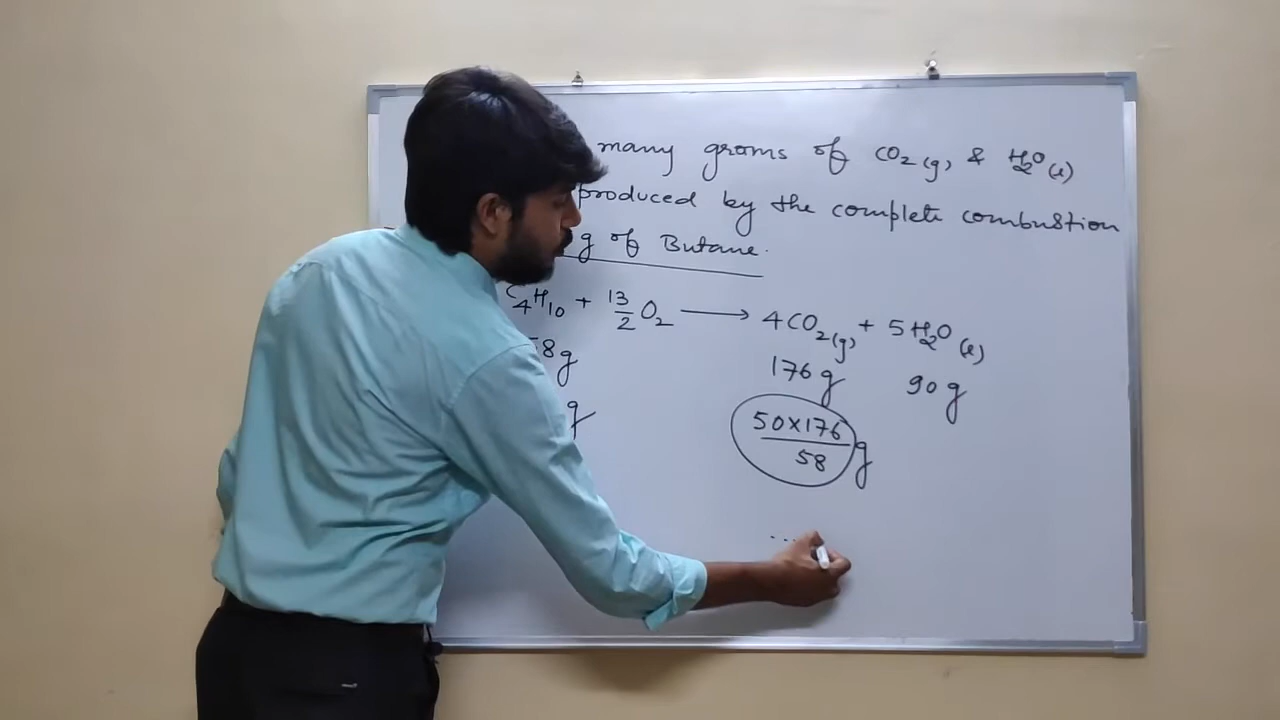 many grams of CO₂(g) & H₂O(l)
produced by the complete combustion
g of Butane.
C₄H₁₀ + 13/2 O₂ → 4CO₂(g) + 5H₂O(l)
8g 176g 90g
g 50×176/58 g
...